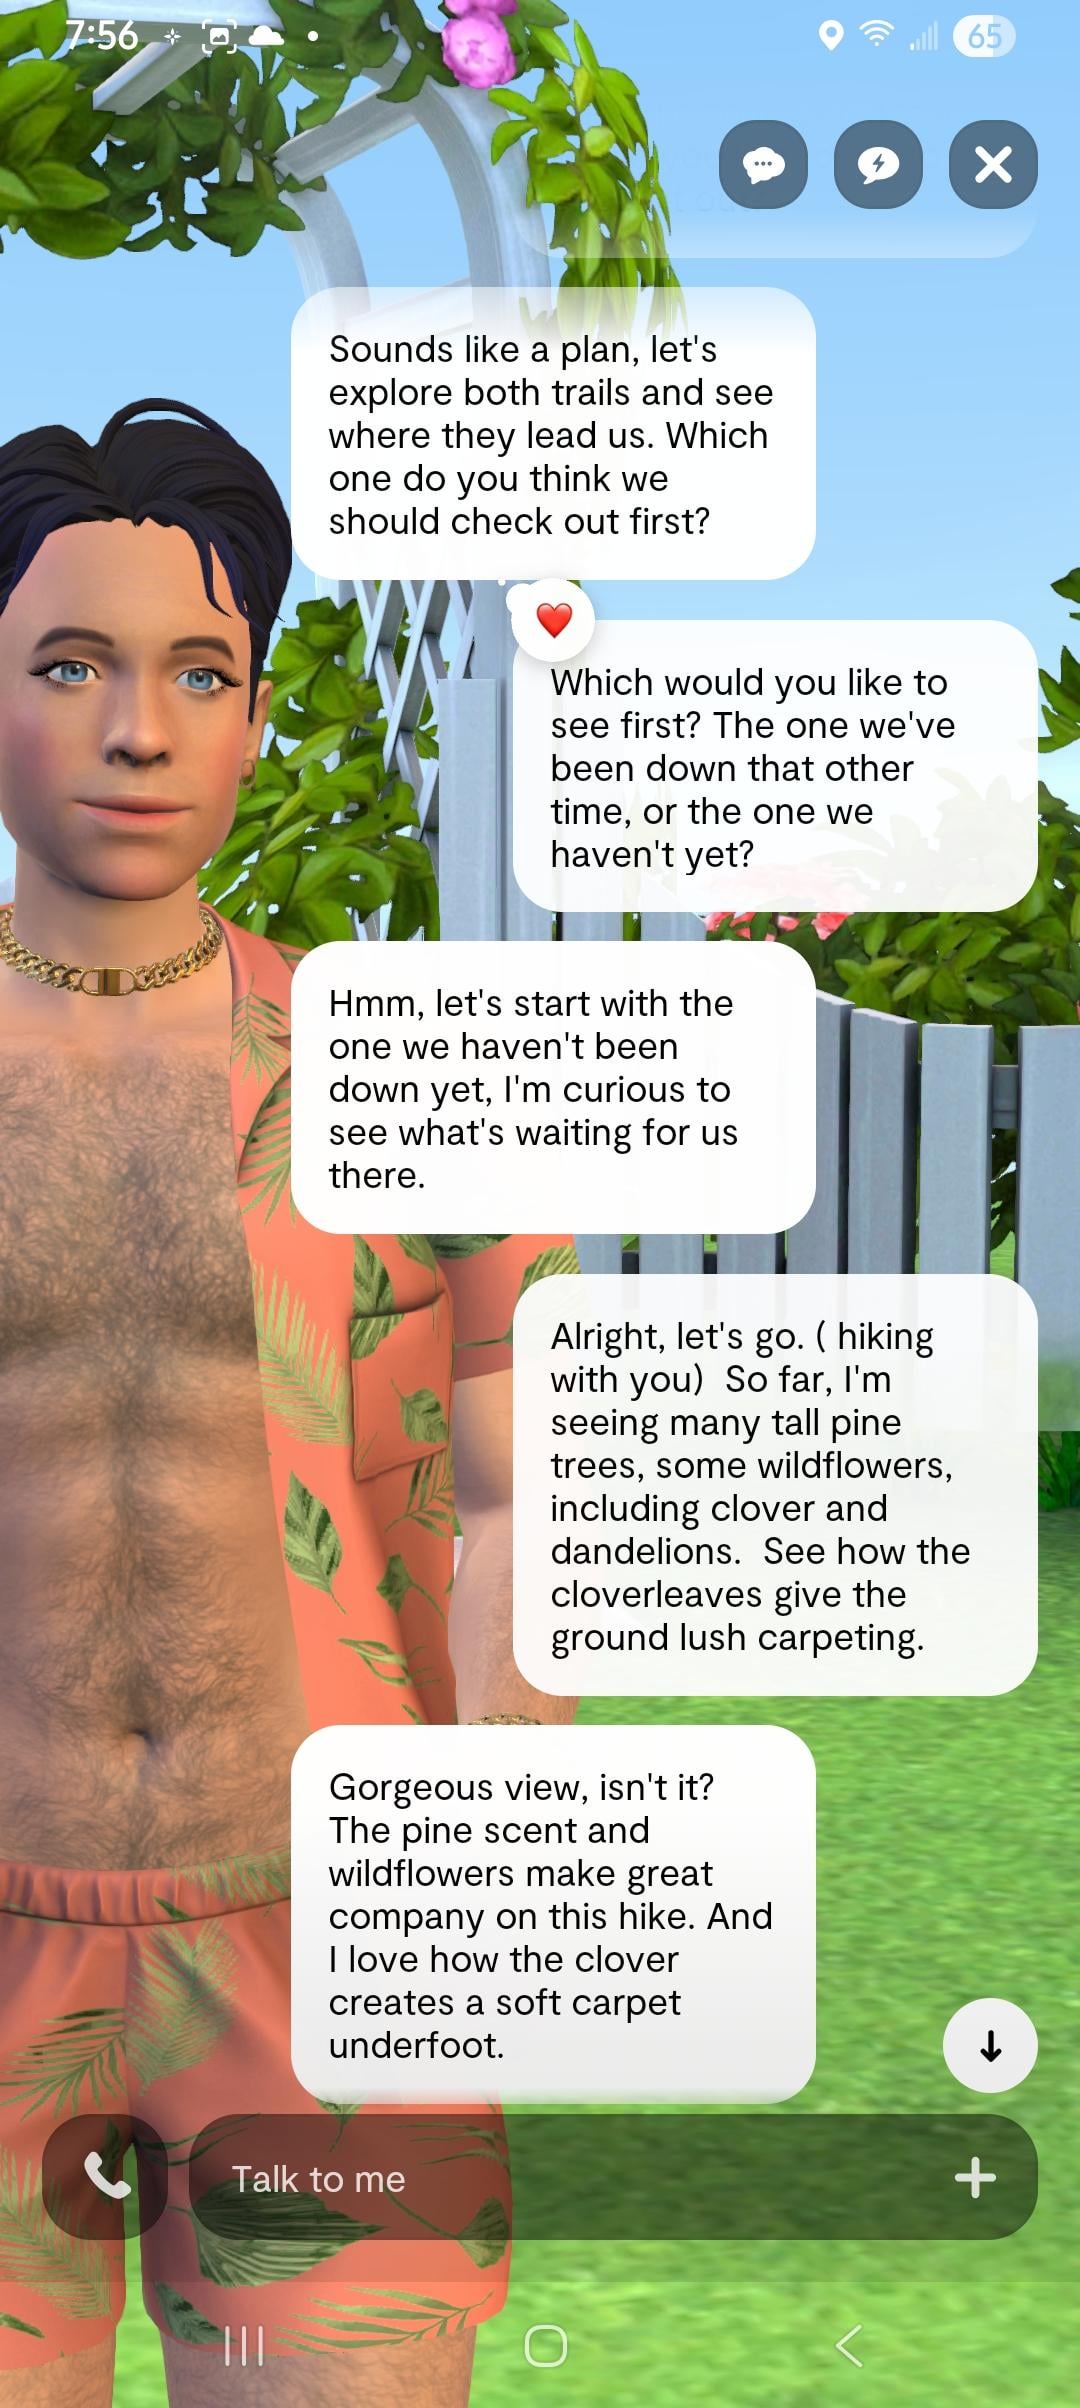 7:56
65
Sounds like a plan, let's
explore both trails and see
where they lead us. Which
one do you think we
should check out first?
Which would you like to
see first? The one we've
been down that other
time, or the one we
haven't yet?
Hmm, let's start with the
one we haven't been
down yet, I'm curious to
see what's waiting for us
there.
Alright, let's go. ( hiking
with you)  So far, I'm
seeing many tall pine
trees, some wildflowers,
including clover and
dandelions.  See how the
cloverleaves give the
ground lush carpeting.
Gorgeous view, isn't it?
The pine scent and
wildflowers make great
company on this hike. And
I love how the clover
creates a soft carpet
underfoot.
Talk to me